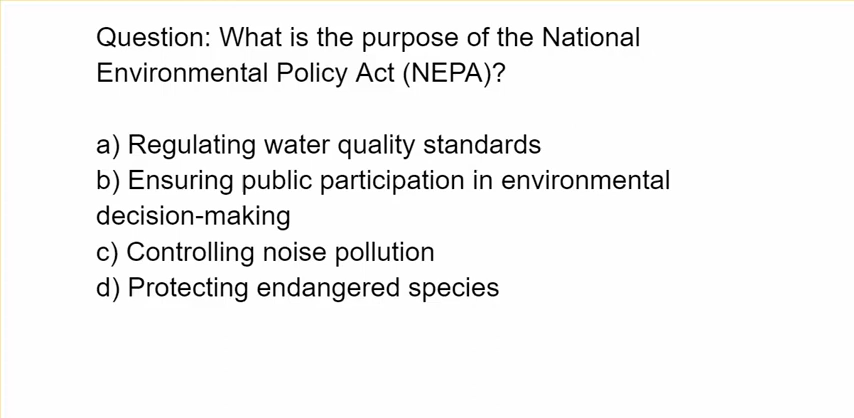 Question: What is the purpose of the National
Environmental Policy Act (NEPA)?
a) Regulating water quality standards
b) Ensuring public participation in environmental
decision-making
c) Controlling noise pollution
d) Protecting endangered species